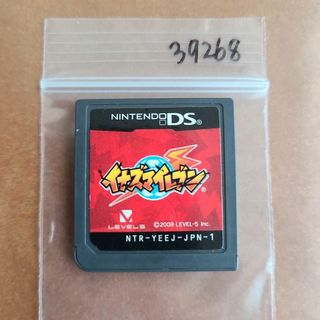 39268
NINTENDO DS
イナズマイレブン
LEVEL5
©2008 LEVEL-5 Inc.
NTR-YEEJ-JPN-1